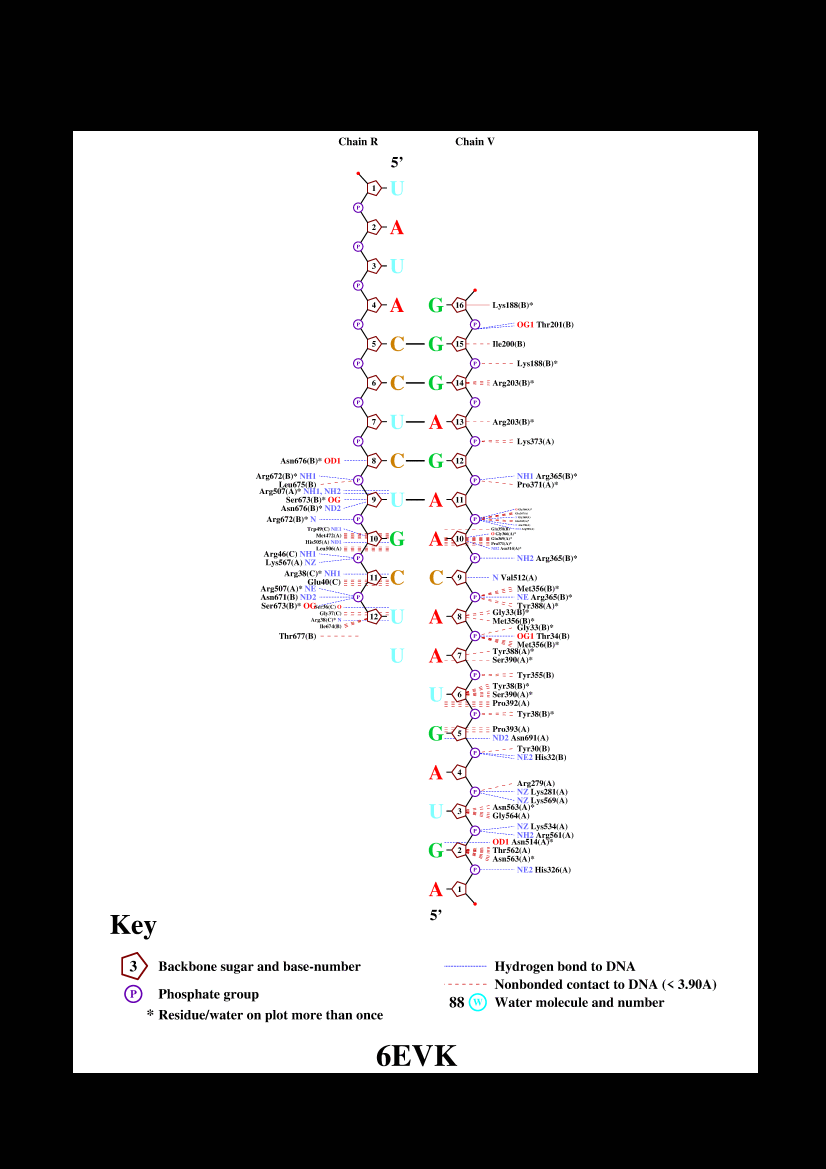 Chain R Chain V
5'
1 U
P
2 A
P
3 U
P
4 A G 16 Lys188(B)*
P P OG1 Thr201(B)
5 C G 15 Ile200(B)
P P Lys188(B)*
6 C G 14 Arg203(B)*
P P
7 U A 13 Arg203(B)*
P P Lys373(A)
Asn676(B)* OD1 8 C G 12
Arg672(B)* NH1 P P NH1 Arg365(B)*
Leu675(B) Pro371(A)*
Arg507(A)* NH1, NH2
Ser673(B)* OG 9 U A 11
Asn676(B)* ND2
Arg672(B)* N P P
Trp49(C) NE1
Met472(A) 10 G A 10
His505(A) ND1
Leu506(A)
Arg46(C) NH1 P P NH2 Arg365(B)*
Lys567(A) NZ
Arg38(C)* NH1 11 C C 9 N Val512(A)
Glu40(C)
Arg507(A)* NE Met356(B)*
Asn671(B) ND2 P P NE Arg365(B)*
Ser673(B)* OG Tyr388(A)*
Gly33(B)*
Gly37(C) 12 U A 8 Met356(B)*
Arg38(C)* N
Ile674(B) Gly33(B)*
Thr677(B) P OG1 Thr34(B)
Met356(B)*
U A 7 Tyr388(A)*
Ser390(A)*
P Tyr355(B)
Tyr38(B)*
U 6 Ser390(A)*
Pro392(A)
P Tyr38(B)*
G 5 Pro393(A)
ND2 Asn691(A)
Tyr30(B)
P NE2 His32(B)
A 4
Arg279(A)
P NZ Lys281(A)
NZ Lys569(A)
Asn563(A)*
U 3 Gly564(A)
NZ Lys534(A)
P NH2 Arg561(A)
OD1 Asn514(A)*
G 2 Thr562(A)
Asn563(A)*
P NE2 His326(A)
A 1
5'
Key
3 Backbone sugar and base-number
P Phosphate group
* Residue/water on plot more than once
Hydrogen bond to DNA
Nonbonded contact to DNA (< 3.90A)
88 W Water molecule and number
6EVK